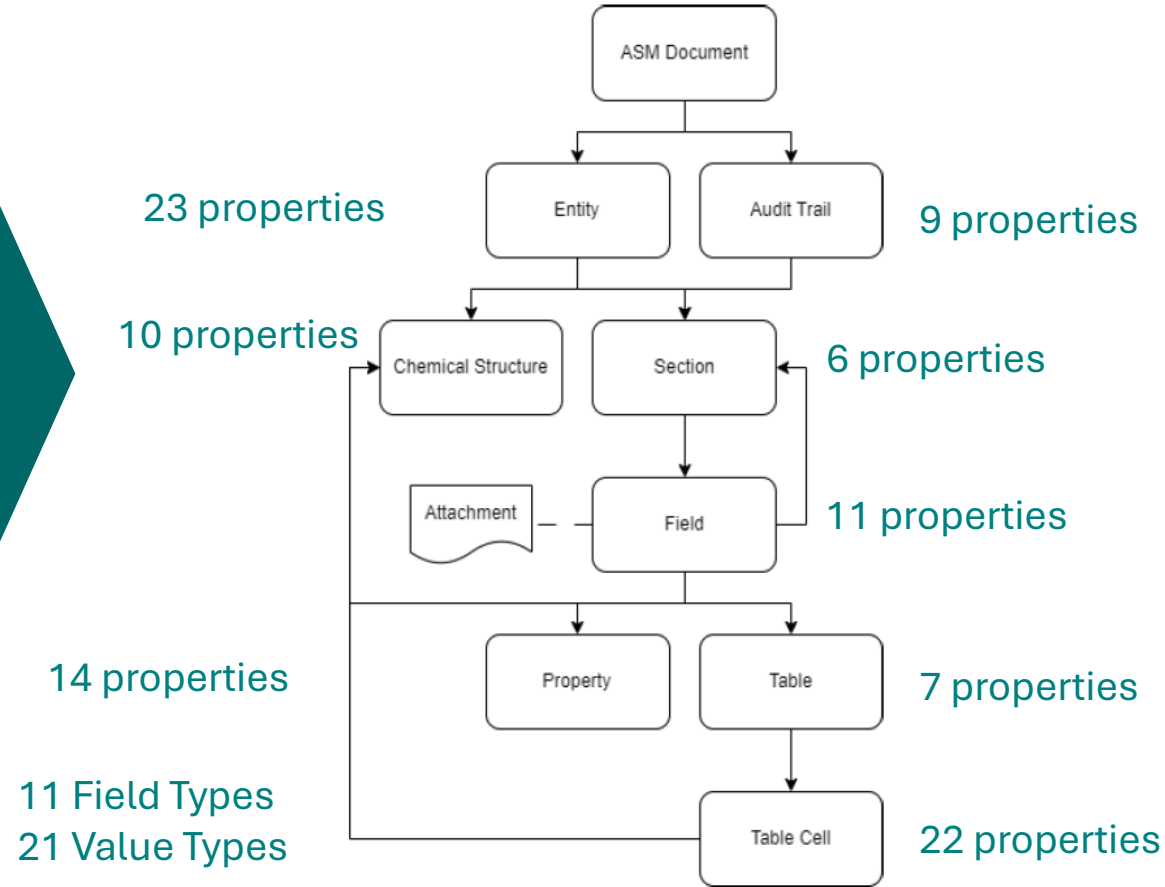 ASM Document
23 properties
Entity
Audit Trail
9 properties
10 properties
Chemical Structure
Section
6 properties
Attachment
Field
11 properties
14 properties
Property
Table
7 properties
11 Field Types
21 Value Types
Table Cell
22 properties